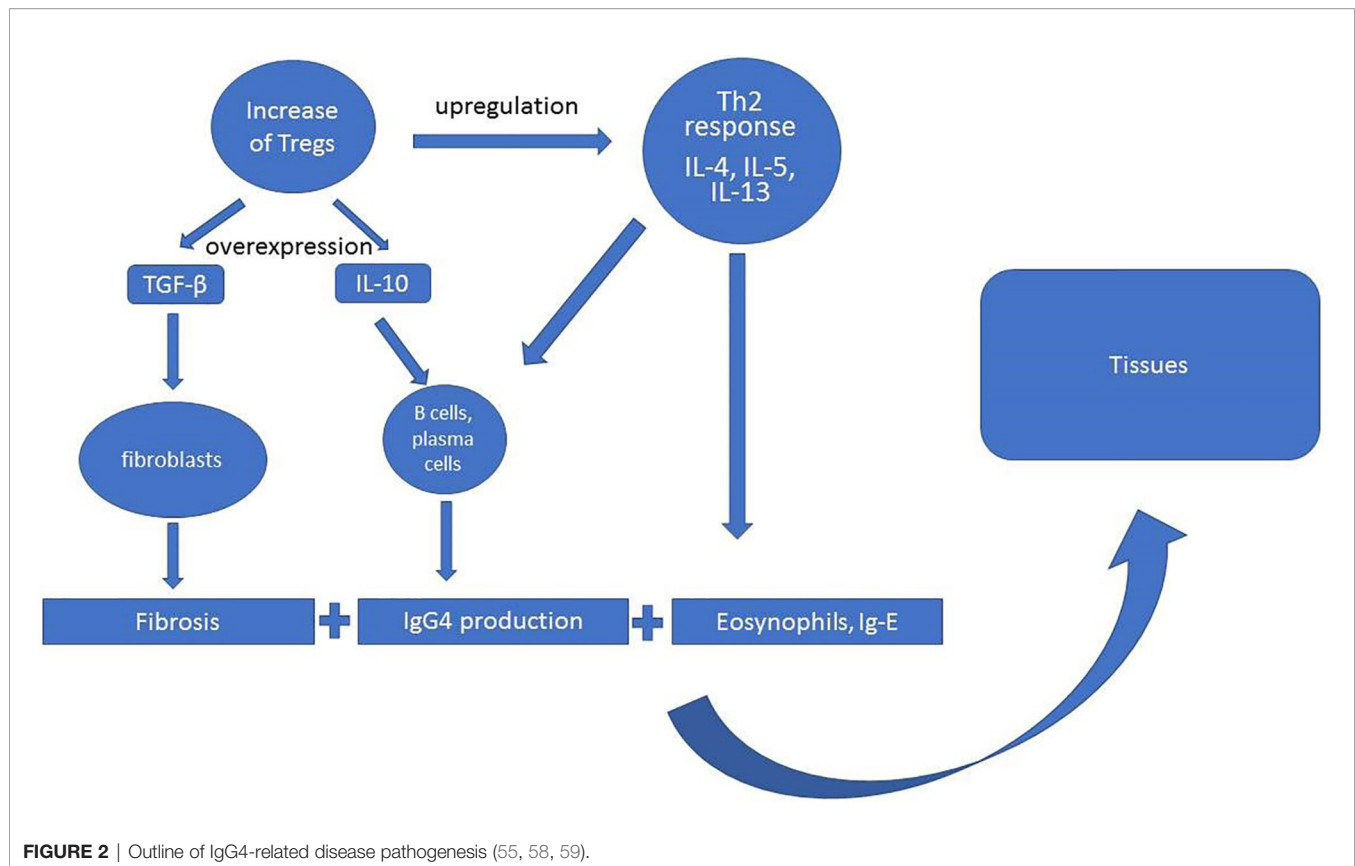 Increase
of Tregs
upregulation
Th2
response
IL-4, IL-5,
IL-13
overexpression
TGF-β
IL-10
Tissues
fibroblasts
B cells,
plasma
cells
Fibrosis
+
IgG4 production
+
Eosynophils, Ig-E
FIGURE 2 | Outline of IgG4-related disease pathogenesis (55, 58, 59).